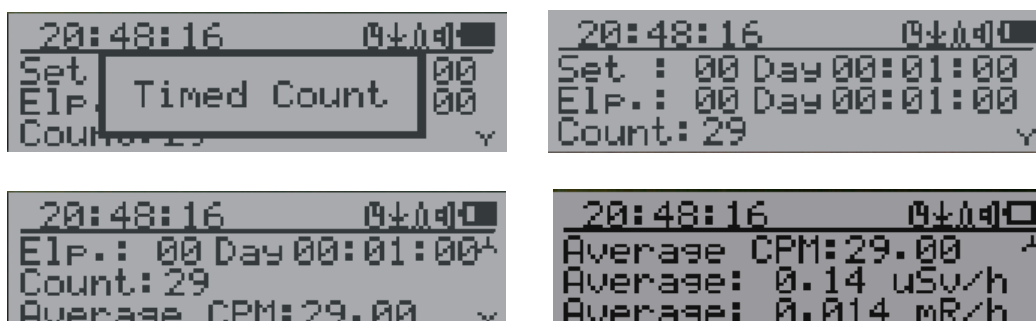 20:48:16
Set 00
Timed Count
Elp. 00
Count: 29
20:48:16
Set : 00 Day 00:01:00
Elp.: 00 Day 00:01:00
Count: 29
20:48:16
Elp.: 00 Day 00:01:00
Count: 29
Average CPM:29.00
20:48:16
Average CPM:29.00
Average: 0.14 uSv/h
Average: 0.014 mR/h